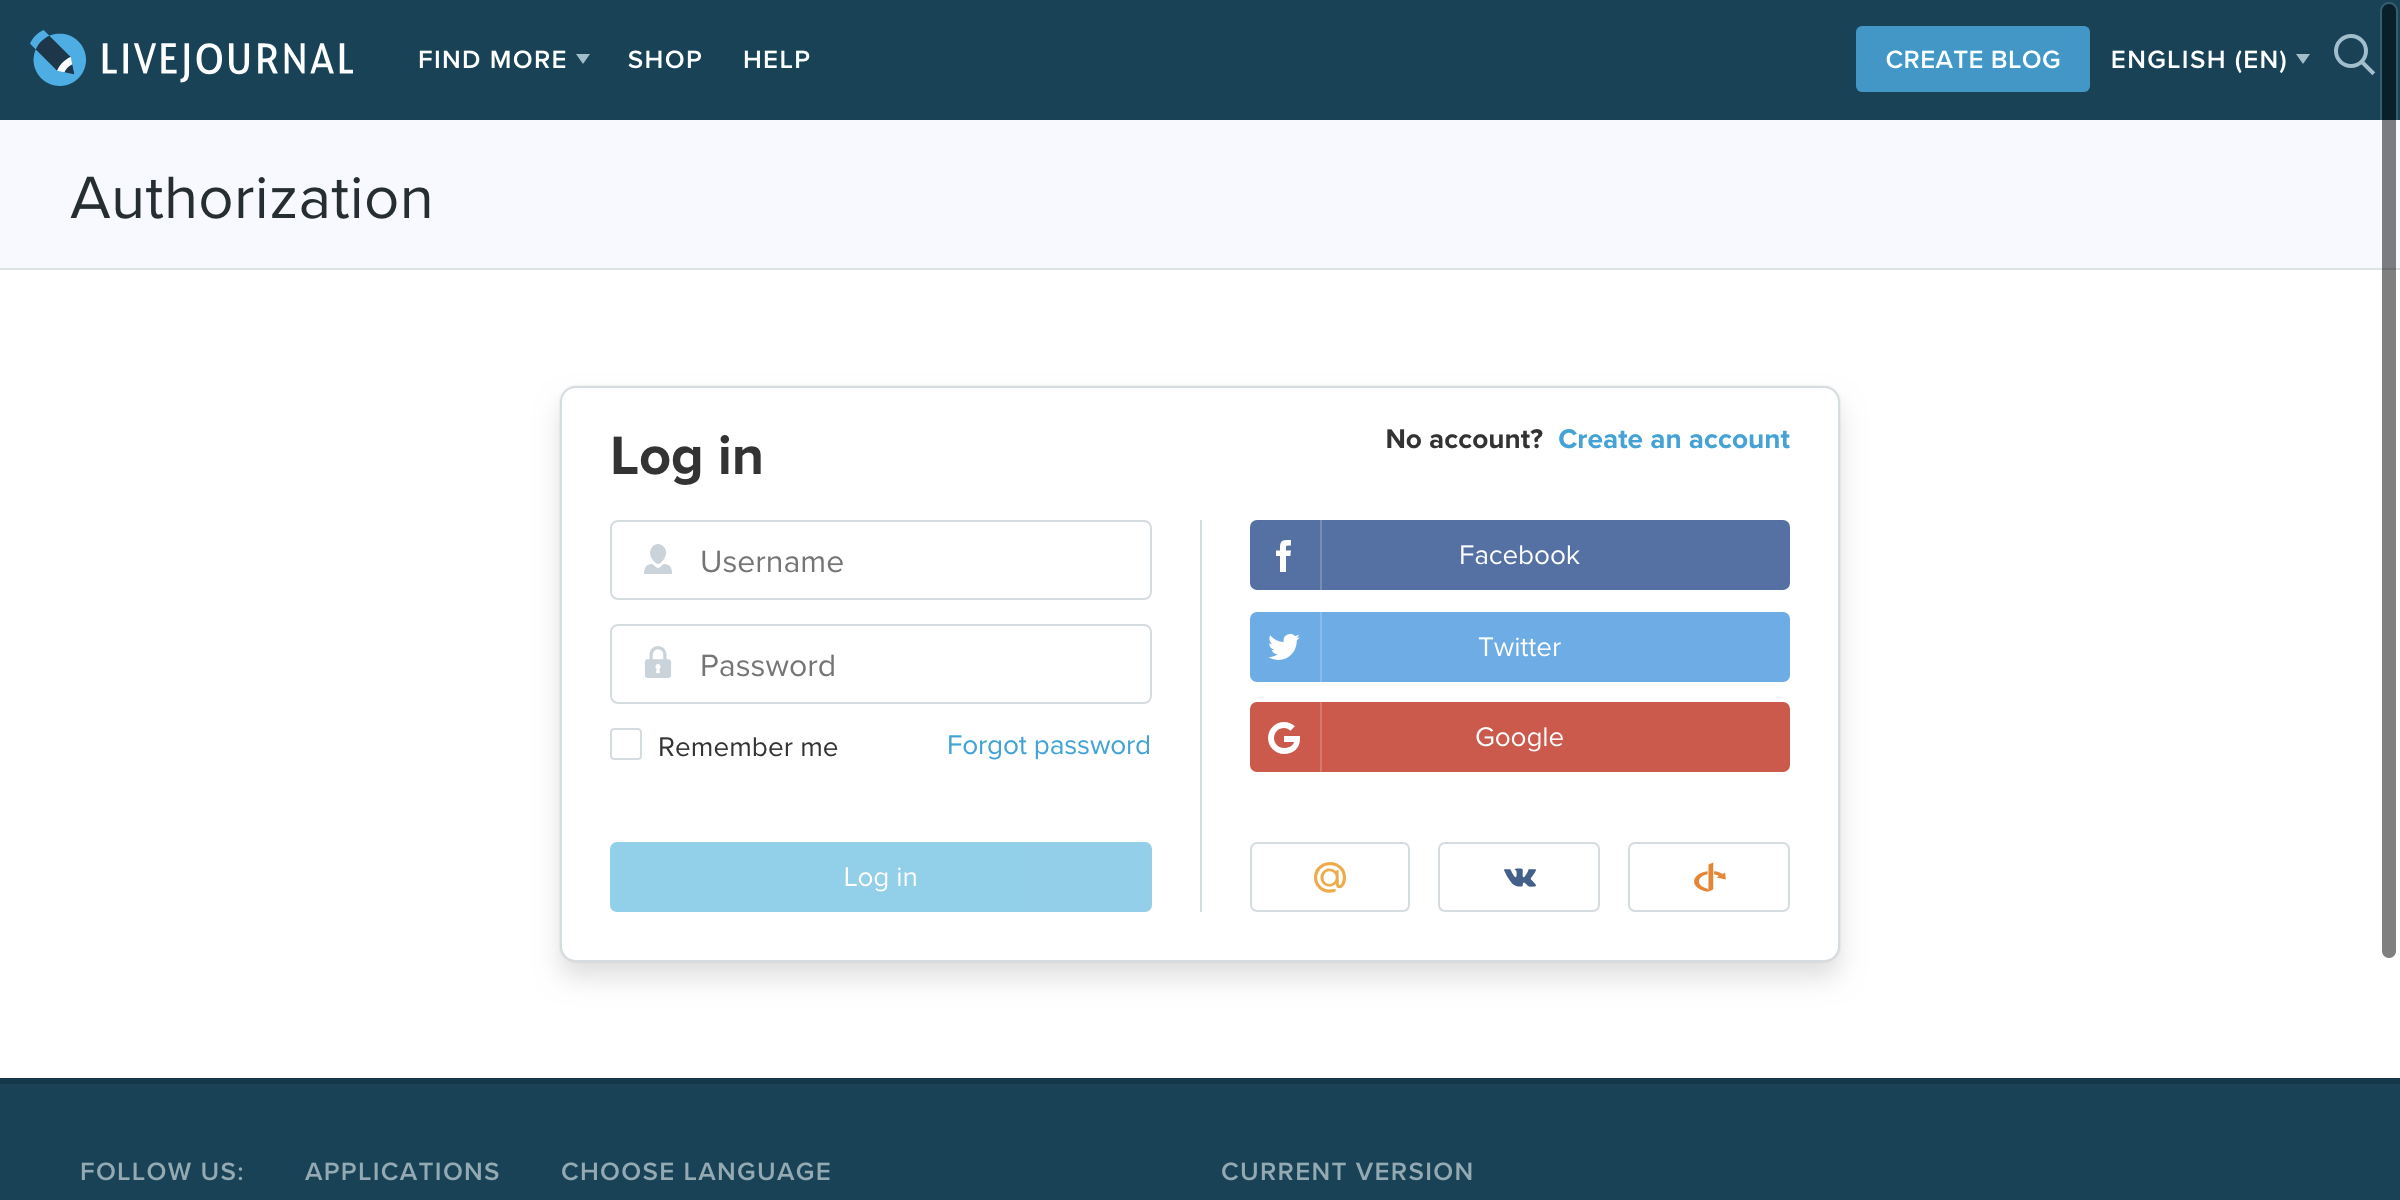 LIVEJOURNAL
FIND MORE
SHOP
HELP
CREATE BLOG
ENGLISH (EN)
Authorization
Log in
No account? Create an account
Username
Password
Remember me
Forgot password
Log in
Facebook
Twitter
Google
FOLLOW US:
APPLICATIONS
CHOOSE LANGUAGE
CURRENT VERSION